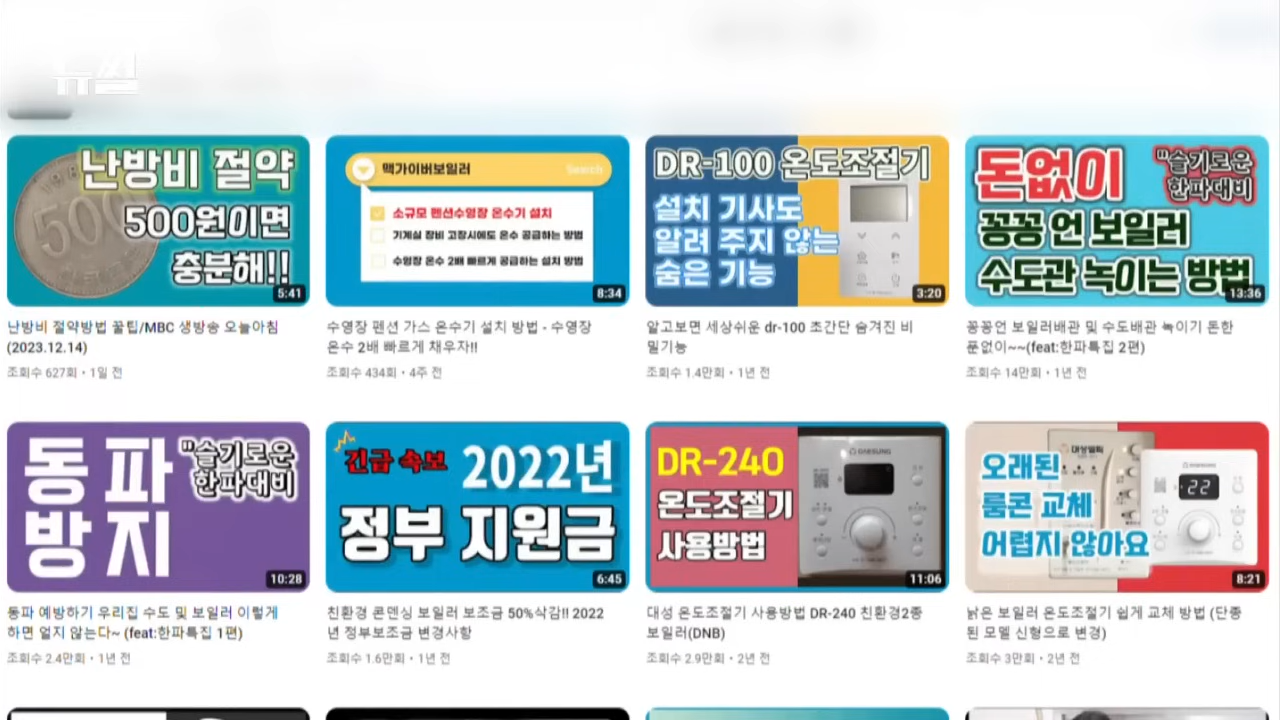 뉴썰
난방비 절약
500원이면
충분해!!
5:41
맥가이버보일러
Search
소규모 펜션수영장 온수기 설치
기계실 장비 고장시에도 온수 공급하는 방법
수영장 온수 2배 빠르게 공급하는 설치 방법
8:34
DR-100 온도조절기
설치 기사도
알려 주지 않는
숨은 기능
3:20
돈없이
"슬기로운
한파대비
꽁꽁 언 보일러
수도관 녹이는 방법
13:36
난방비 절약방법 꿀팁/MBC 생방송 오늘아침
(2023.12.14)
조회수 627회 • 1일 전
수영장 펜션 가스 온수기 설치 방법 - 수영장
온수 2배 빠르게 채우자!!
조회수 434회 • 4주 전
알고보면 세상쉬운 dr-100 초간단 숨겨진 비
밀기능
조회수 1.4만회 • 1년 전
꽁꽁언 보일러배관 및 수도배관 녹이기 돈한
푼없이~~(feat:한파특집 2편)
조회수 14만회 • 1년 전
동파
방지
"슬기로운
한파대비
10:28
긴급 속보
2022년
정부 지원금
6:45
DR-240
온도조절기
사용방법
DAESUNG
11:06
오래된
룸콘 교체
어렵지 않아요
대성쎌틱
DAESUNG
22
8:21
동파 예방하기 우리집 수도 및 보일러 이렇게
하면 얼지 않는다~ (feat:한파특집 1편)
조회수 2.4만회 • 1년 전
친환경 콘덴싱 보일러 보조금 50%삭감!! 2022
년 정부보조금 변경사항
조회수 1.6만회 • 1년 전
대성 온도조절기 사용방법 DR-240 친환경2종
보일러(DNB)
조회수 2.9만회 • 2년 전
낡은 보일러 온도조절기 쉽게 교체 방법 (단종
된 모델 신형으로 변경)
조회수 3만회 • 2년 전